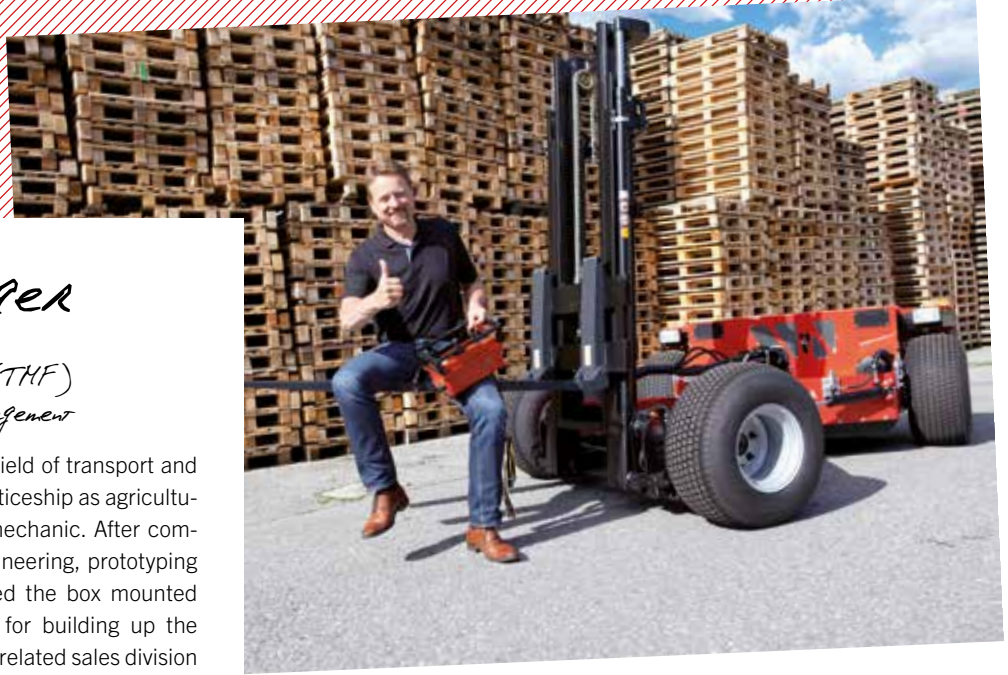 ger
(TMF)
gement
ield of transport and
ticeship as agricultu-
mechanic. After com-
neering, prototyping
ed the box mounted
for building up the
related sales division